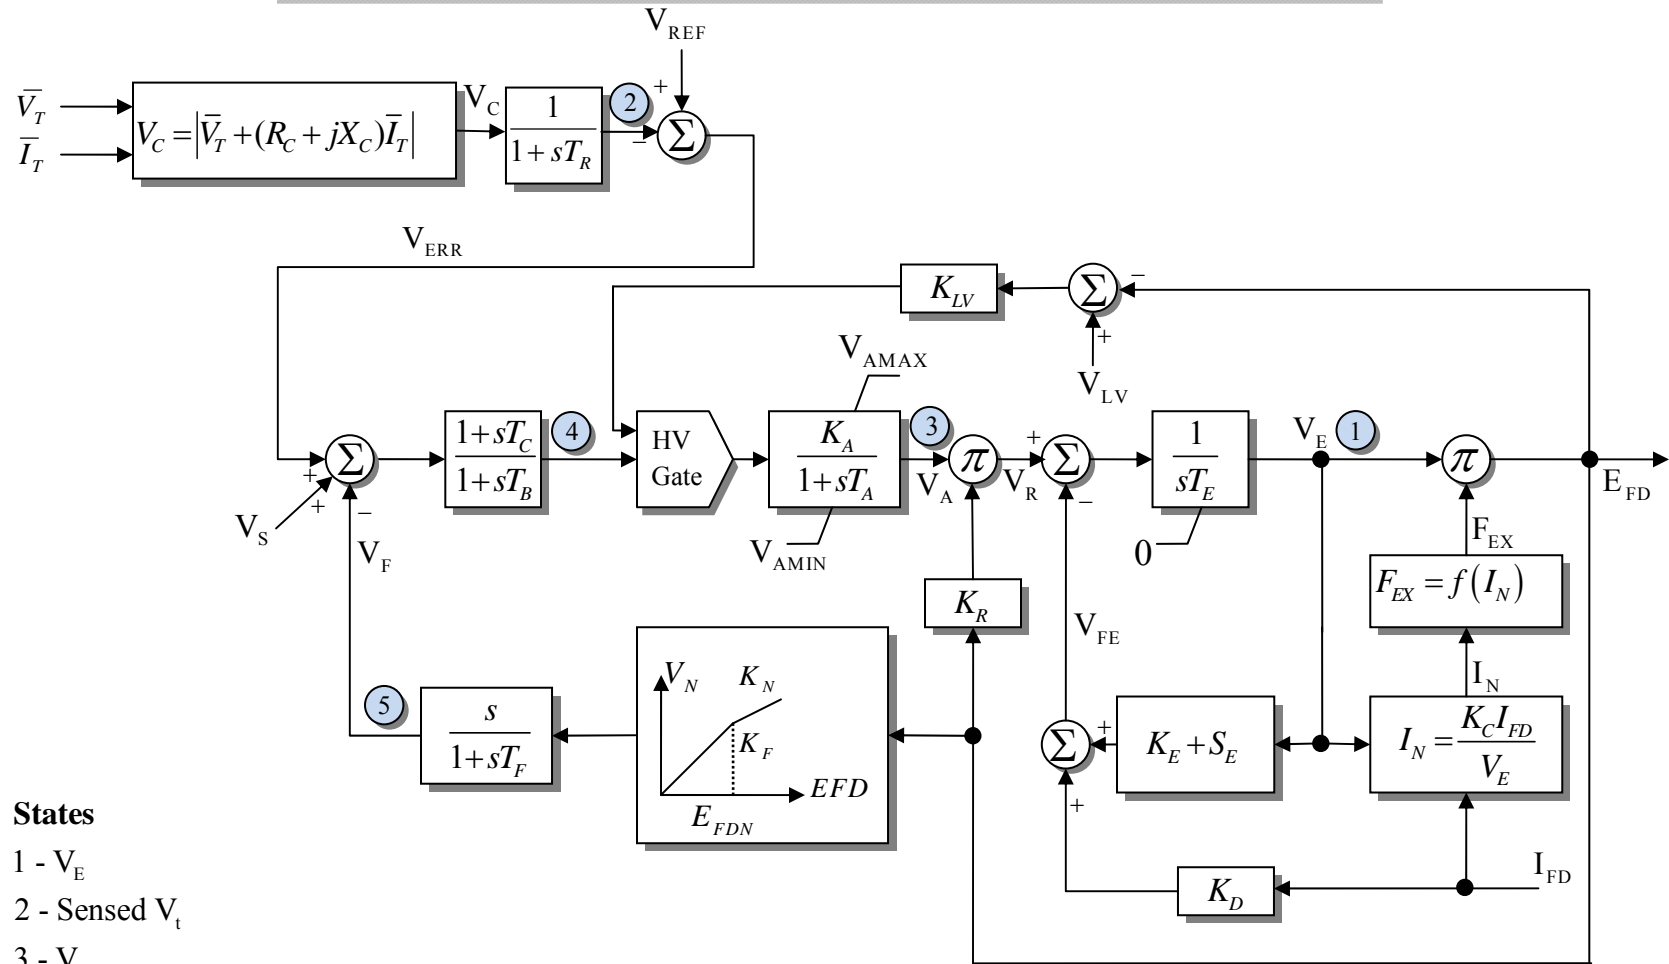 V_REF
V̅_T
I̅_T
V_C = |V̅_T + (R_C + jX_C)I̅_T|
V_C
1
1 + sT_R
2
+
−
Σ
V_ERR
K_LV
Σ
−
+
V_LV
V_AMAX
V_AMIN
+
+
−
Σ
V_S
V_F
1+sT_C
1+sT_B
4
HV
Gate
K_A
1+sT_A
3
V_A
π
V_R
+
−
Σ
1
sT_E
0
V_E
1
π
E_FD
F_EX
F_EX = f(I_N)
K_R
V_FE
I_N
5
s
1+sT_F
V_N
K_N
K_F
EFD
E_FDN
Σ
+
+
K_E + S_E
I_N = K_C I_FD
V_E
K_D
I_FD
States
1 - V_E
2 - Sensed V_t
3 - V